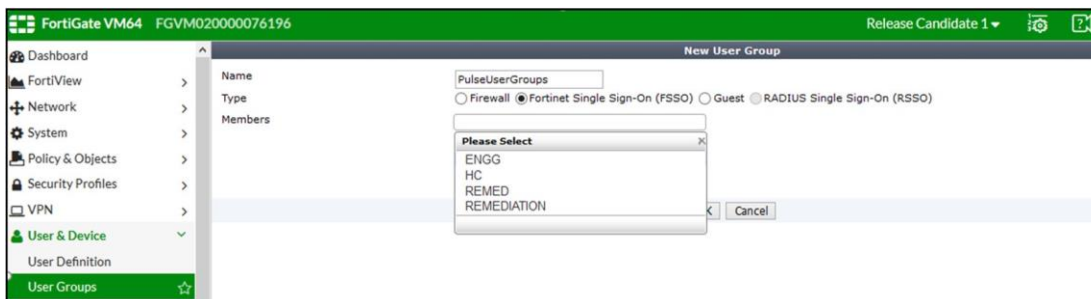 FortiGate VM64 FGVM020000076196 Release Candidate 1
Dashboard
FortiView
Network
System
Policy & Objects
Security Profiles
VPN
User & Device
User Definition
User Groups
New User Group
Name PulseUserGroups
Type Firewall Fortinet Single Sign-On (FSSO) Guest RADIUS Single Sign-On (RSSO)
Members
Please Select
ENGG
HC
REMED
REMEDIATION
Cancel